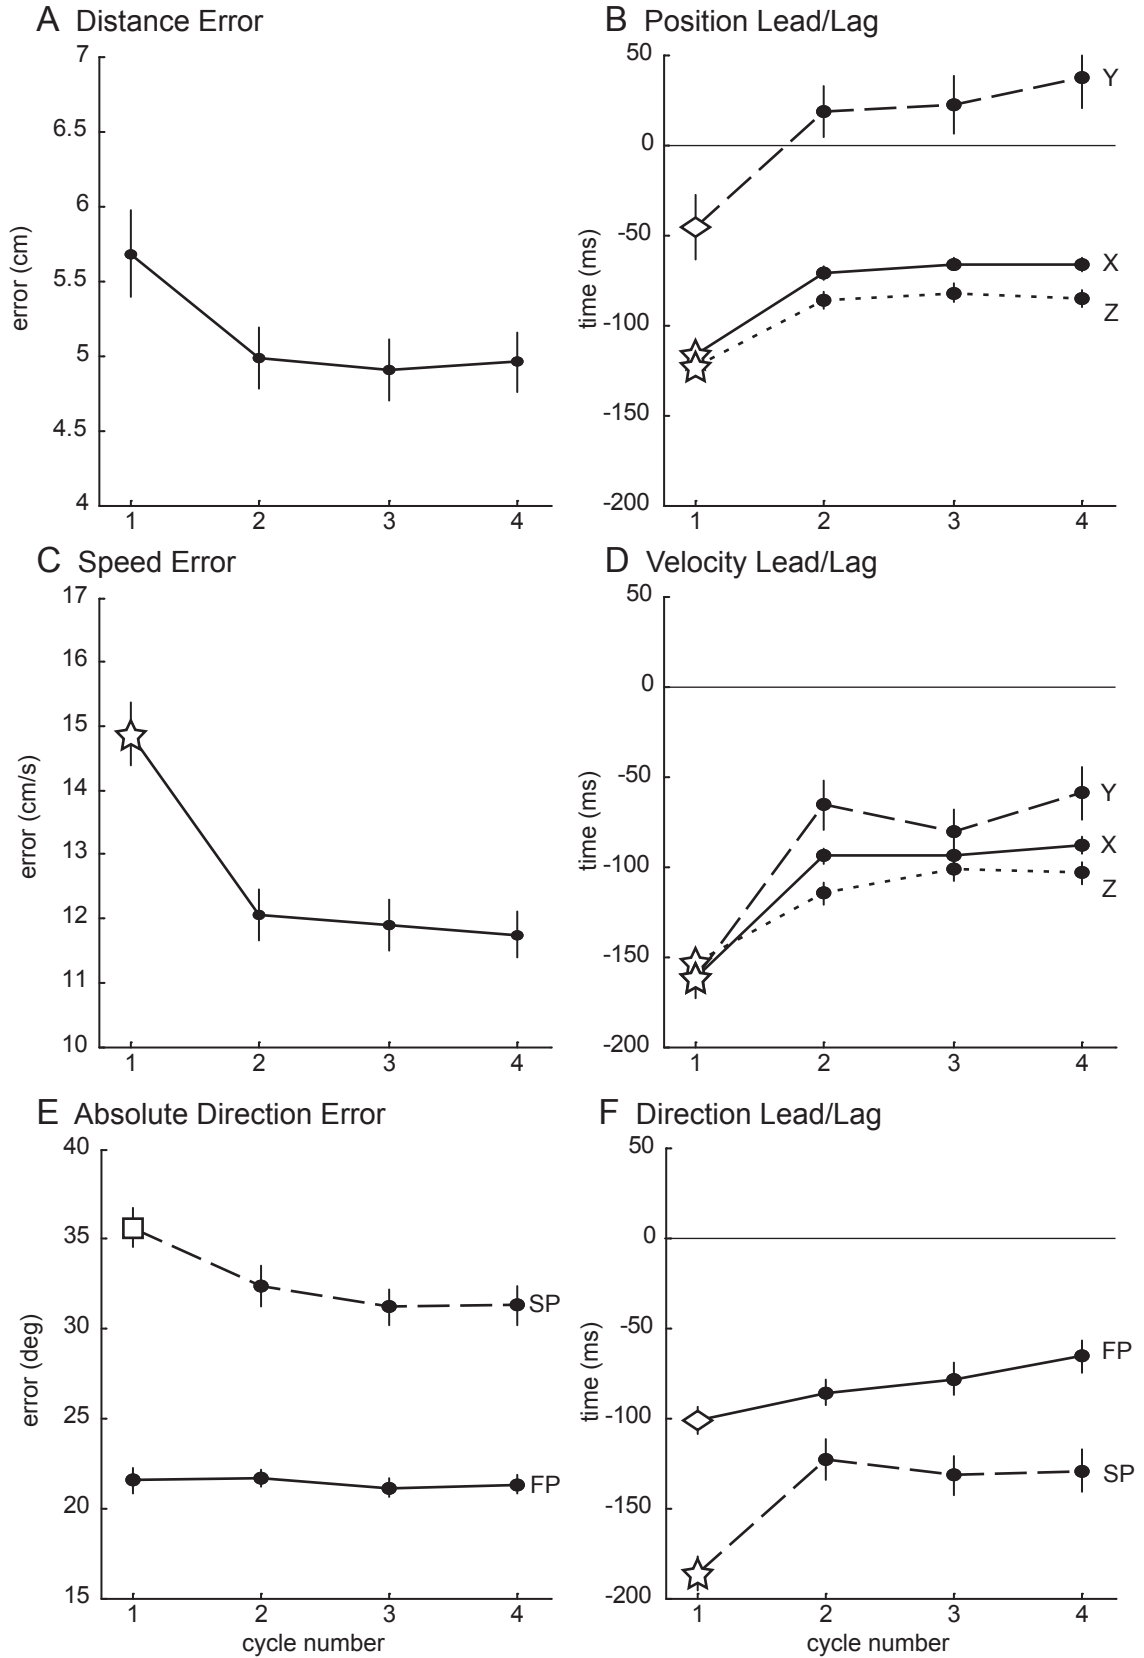 A Distance Error
7
6.5
6
5.5
5
4.5
4
error (cm)
1 2 3 4
B Position Lead/Lag
50
0
-50
-100
-150
-200
time (ms)
Y
X
Z
1 2 3 4
C Speed Error
17
16
15
14
13
12
11
10
error (cm/s)
1 2 3 4
D Velocity Lead/Lag
50
0
-50
-100
-150
-200
time (ms)
Y
X
Z
1 2 3 4
E Absolute Direction Error
40
35
30
25
20
15
error (deg)
SP
FP
1 2 3 4
cycle number
F Direction Lead/Lag
50
0
-50
-100
-150
-200
time (ms)
FP
SP
1 2 3 4
cycle number